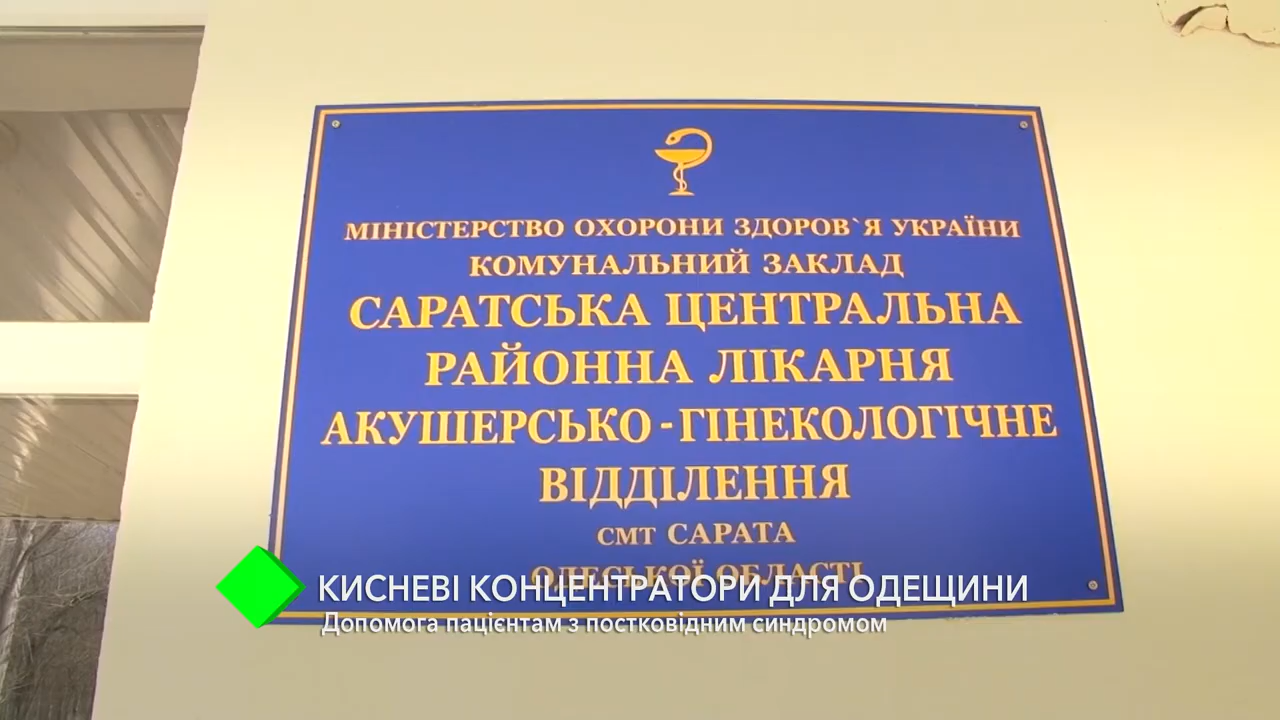 МІНІСТЕРСТВО ОХОРОНИ ЗДОРОВ`Я УКРАЇНИ
КОМУНАЛЬНИЙ ЗАКЛАД
САРАТСЬКА ЦЕНТРАЛЬНА
РАЙОННА ЛІКАРНЯ
АКУШЕРСЬКО-ГІНЕКОЛОГІЧНЕ
ВІДДІЛЕННЯ
СМТ САРАТА
ОДЕСЬКОЇ ОБЛАСТІ
КИСНЕВІ КОНЦЕНТРАТОРИ ДЛЯ ОДЕЩИНИ
Допомога пацієнтам з постковідним синдромом